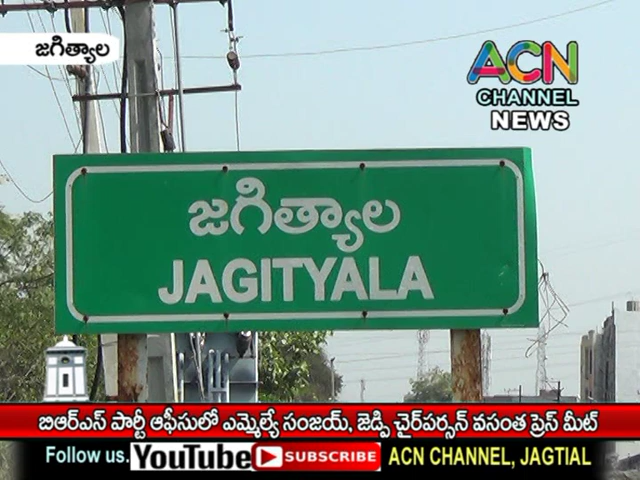 జగిత్యాల
ACN
CHANNEL
NEWS
జగిత్యాల
JAGITYALA
బిఆర్ఎస్ పార్టీ ఆఫీసులో ఎమ్మెల్యే సంజయ్, జెడ్పి చైర్‌పర్సన్ వసంత ప్రెస్ మీట్
Follow us. YouTube SUBSCRIBE ACN CHANNEL, JAGTIAL